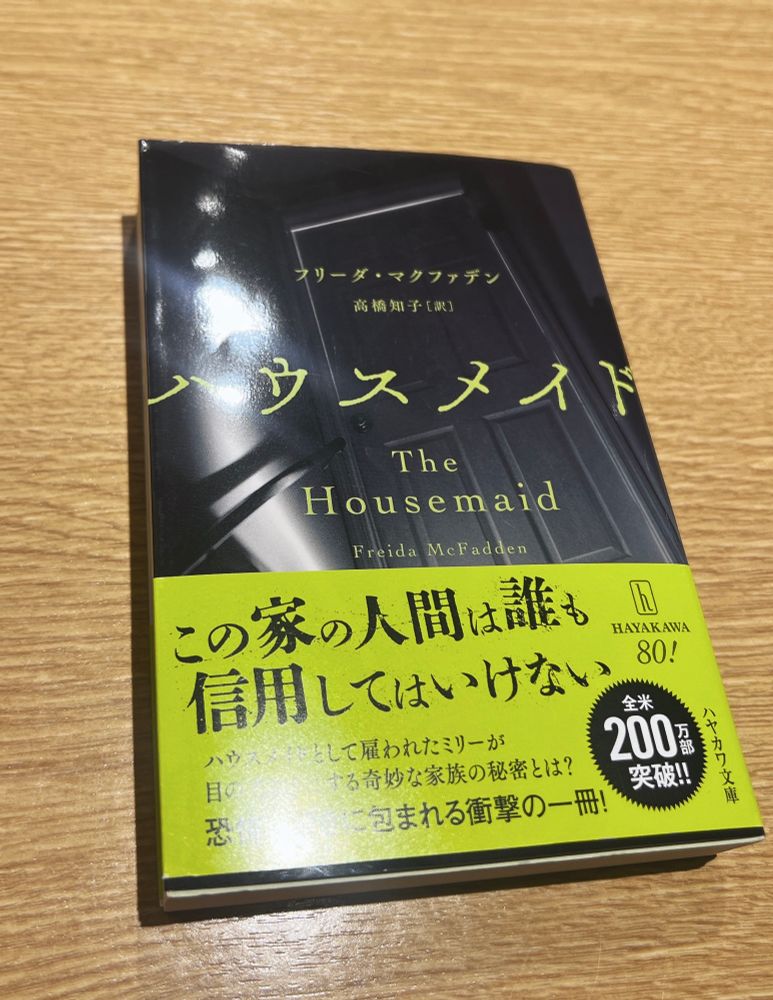 フリーダ・マクファデン
高橋知子[訳]
ハウスメイド
The
Housemaid
Freida McFadden
この家の人間は誰も
信用してはいけない
ハウスメイドとして雇われたミリーが
目の する奇妙な家族の秘密とは?
恐 に包まれる衝撃の一冊!
h
HAYAKAWA
80!
全米
200万部
突破!!
ハヤカワ文庫